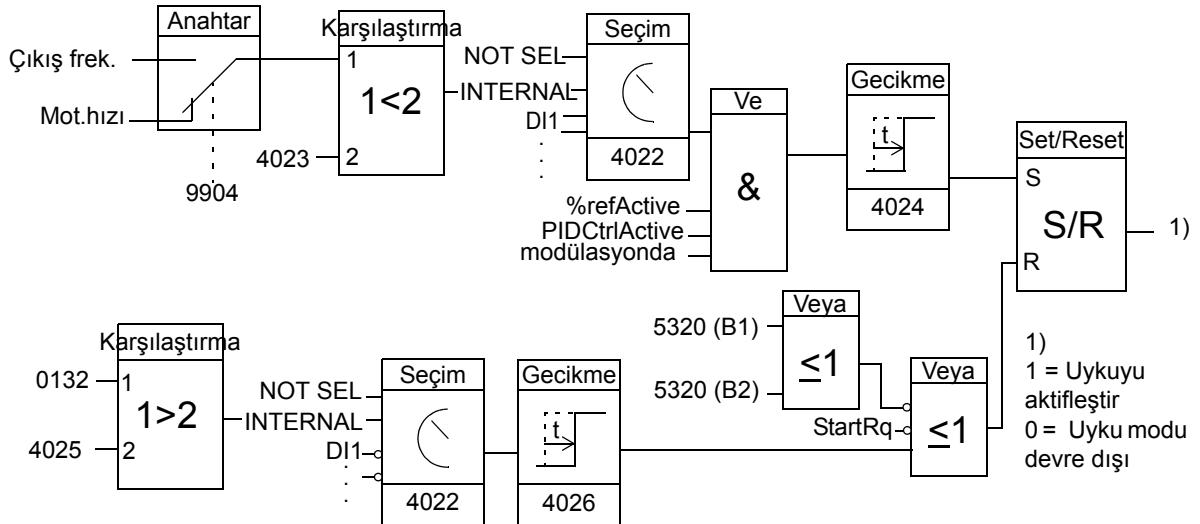 Anahtar
Çıkış frek.
Mot.hızı
9904
Karşılaştırma
1
1<2
2
4023
Seçim
NOT SEL
INTERNAL
DI1
.
.
.
4022
Ve
&
%refActive
PIDCtrlActive
modülasyonda
Gecikme
t
4024
Set/Reset
S
S/R
R
1)
Karşılaştırma
0132
1
1>2
4025
2
Seçim
NOT SEL
INTERNAL
DI1
.
.
.
4022
Gecikme
t
4026
Veya
5320 (B1)
≤1
5320 (B2)
Veya
StartRq
≤1
1)
1 = Uykuyu
aktifleştir
0 = Uyku modu
devre dışı